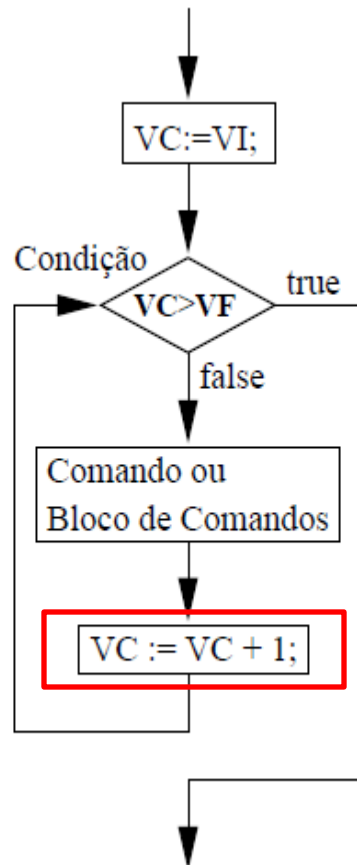 VC:=VI;
Condição
VC>VF
true
false
Comando ou
Bloco de Comandos
VC := VC + 1;